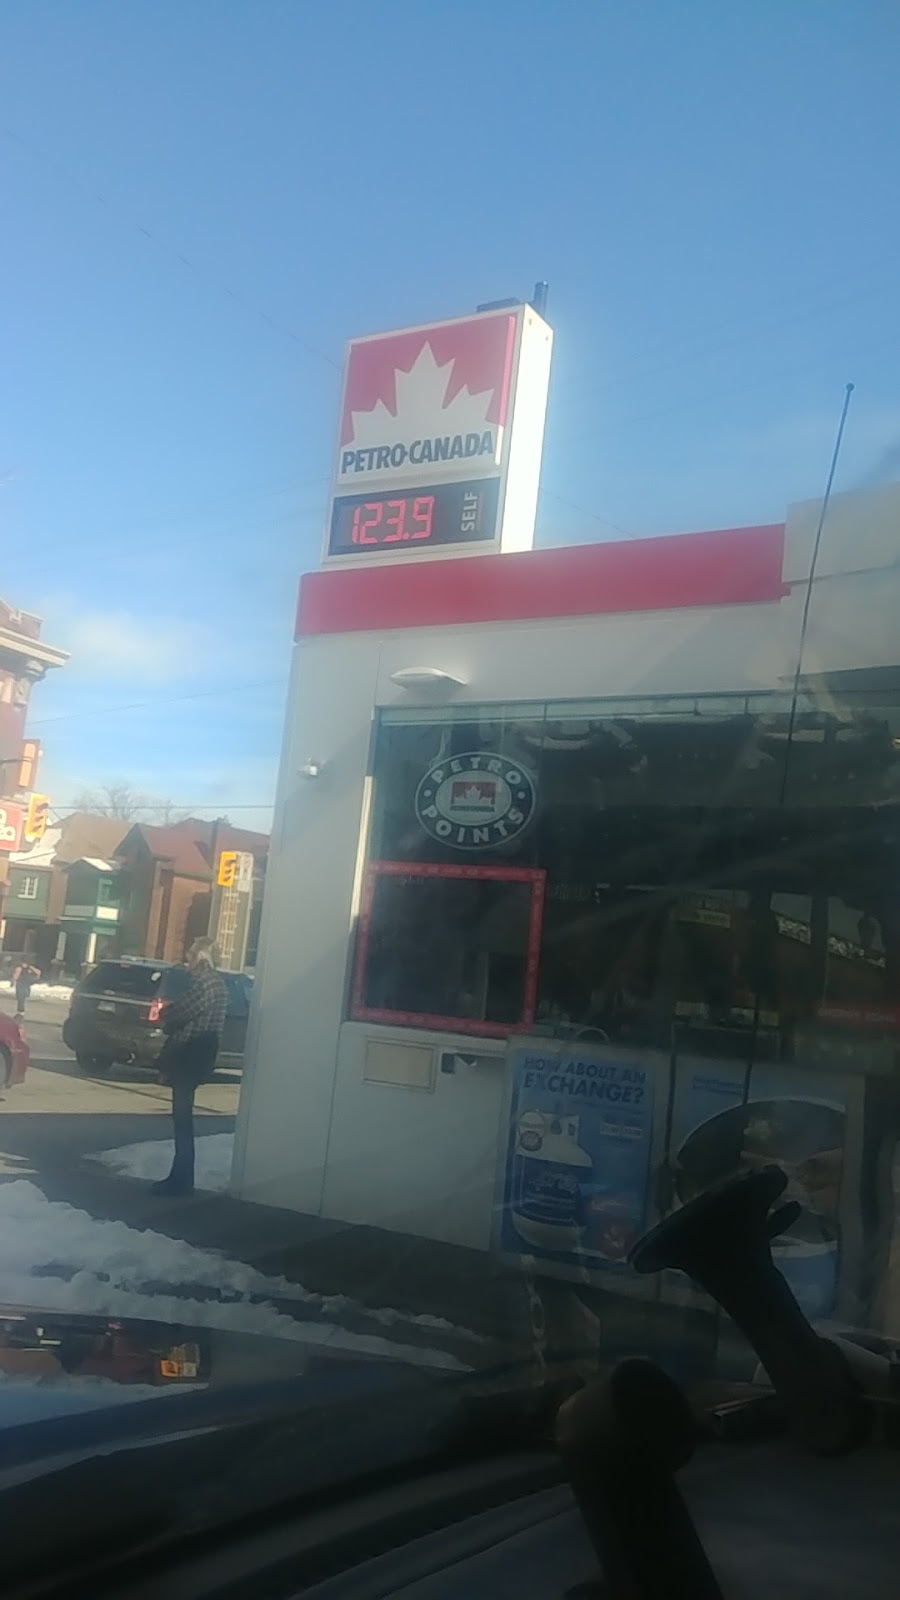 PETRO-CANADA
123.9 SELF
PETRO
POINTS
HOW ABOUT AN
EXCHANGE?